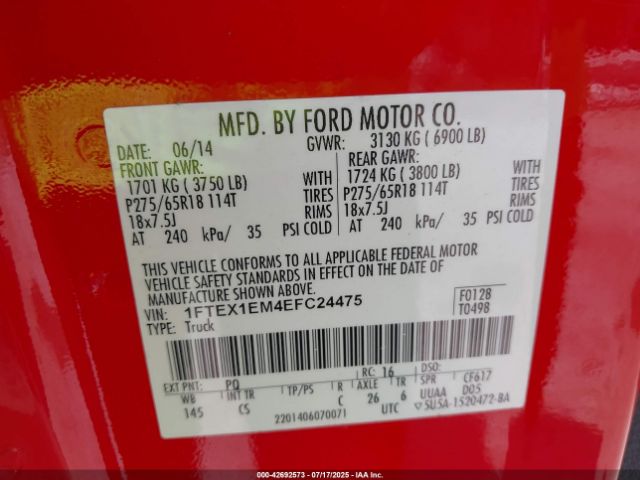 MFD. BY FORD MOTOR CO.
DATE: 06/14 GVWR: 3130 KG ( 6900 LB)
FRONT GAWR: REAR GAWR:
1701 KG ( 3750 LB) WITH 1724 KG ( 3800 LB) WITH
P275/65R18 114T TIRES P275/65R18 114T TIRES
18x7.5J RIMS 18x7.5J RIMS
AT 240 kPa/ 35 PSI COLD AT 240 kPa/ 35 PSI COLD
THIS VEHICLE CONFORMS TO ALL APPLICABLE FEDERAL MOTOR
VEHICLE SAFETY STANDARDS IN EFFECT ON THE DATE OF
MANUFACTURE SHOWN ABOVE.
VIN: 1FTEX1EM4EFC24475 F0128
TYPE: Truck T0498
EXT PNT: PQ RC: 16 DSO:
WB INT TR TP/PS R AXLE TR SPR CF617
145 CS C 26 6 UUAA D05
2201406070071 UTC SU5A-1520472-BA
000-42692573 - 07/17/2025 - IAA Inc.